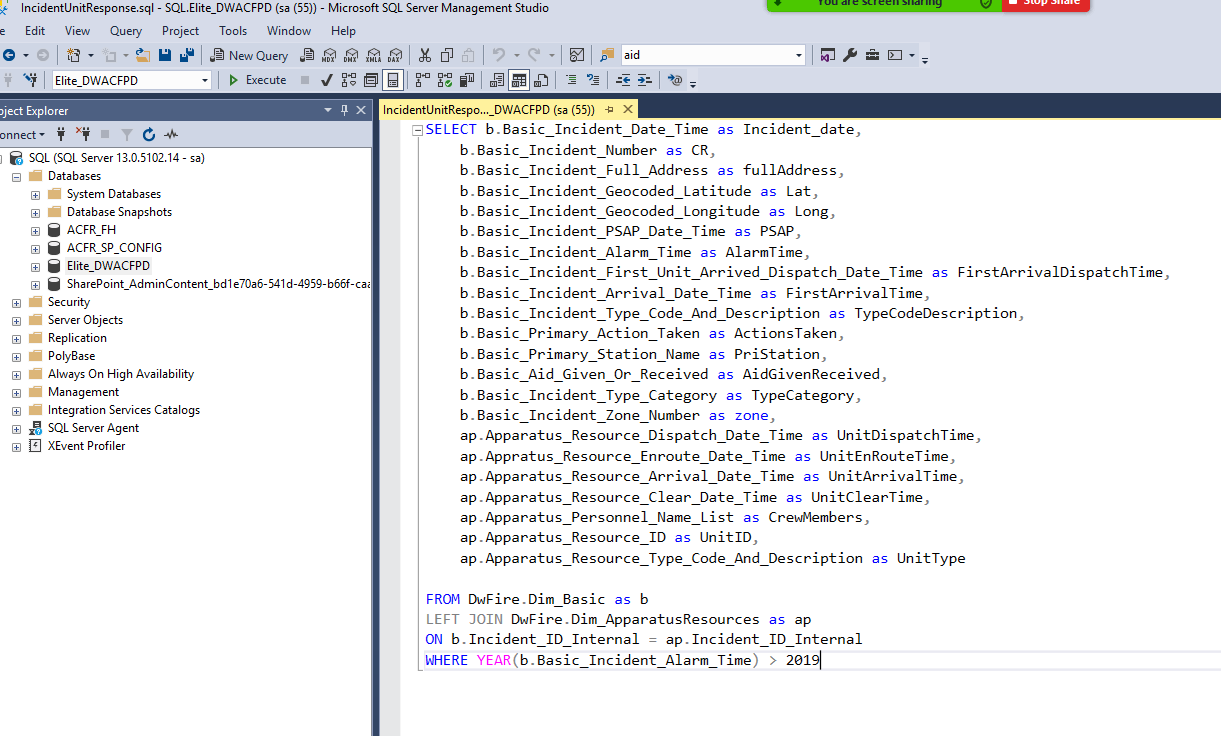 IncidentUnitResponse.sql - SQL.Elite_DWACFPD (sa (55)) - Microsoft SQL Server Management Studio
You are screen sharing
Stop Share
Edit View Query Project Tools Window Help
New Query
MDX DMX XMLA DAX
aid
Elite_DWACFPD
Execute
ject Explorer
onnect
SQL (SQL Server 13.0.5102.14 - sa)
Databases
System Databases
Database Snapshots
ACFR_FH
ACFR_SP_CONFIG
Elite_DWACFPD
SharePoint_AdminContent_bd1e70a6-541d-4959-b66f-caa
Security
Server Objects
Replication
PolyBase
Always On High Availability
Management
Integration Services Catalogs
SQL Server Agent
XEvent Profiler
IncidentUnitRespo..._DWACFPD (sa (55))
SELECT b.Basic_Incident_Date_Time as Incident_date,
b.Basic_Incident_Number as CR,
b.Basic_Incident_Full_Address as fullAddress,
b.Basic_Incident_Geocoded_Latitude as Lat,
b.Basic_Incident_Geocoded_Longitude as Long,
b.Basic_Incident_PSAP_Date_Time as PSAP,
b.Basic_Incident_Alarm_Time as AlarmTime,
b.Basic_Incident_First_Unit_Arrived_Dispatch_Date_Time as FirstArrivalDispatchTime,
b.Basic_Incident_Arrival_Date_Time as FirstArrivalTime,
b.Basic_Incident_Type_Code_And_Description as TypeCodeDescription,
b.Basic_Primary_Action_Taken as ActionsTaken,
b.Basic_Primary_Station_Name as PriStation,
b.Basic_Aid_Given_Or_Received as AidGivenReceived,
b.Basic_Incident_Type_Category as TypeCategory,
b.Basic_Incident_Zone_Number as zone,
ap.Apparatus_Resource_Dispatch_Date_Time as UnitDispatchTime,
ap.Appratus_Resource_Enroute_Date_Time as UnitEnRouteTime,
ap.Apparatus_Resource_Arrival_Date_Time as UnitArrivalTime,
ap.Apparatus_Resource_Clear_Date_Time as UnitClearTime,
ap.Apparatus_Personnel_Name_List as CrewMembers,
ap.Apparatus_Resource_ID as UnitID,
ap.Apparatus_Resource_Type_Code_And_Description as UnitType
FROM DwFire.Dim_Basic as b
LEFT JOIN DwFire.Dim_ApparatusResources as ap
ON b.Incident_ID_Internal = ap.Incident_ID_Internal
WHERE YEAR(b.Basic_Incident_Alarm_Time) > 2019